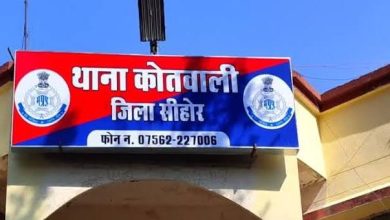 थाना कोतवाली
जिला सीहोर
फोन न. 07562-227006